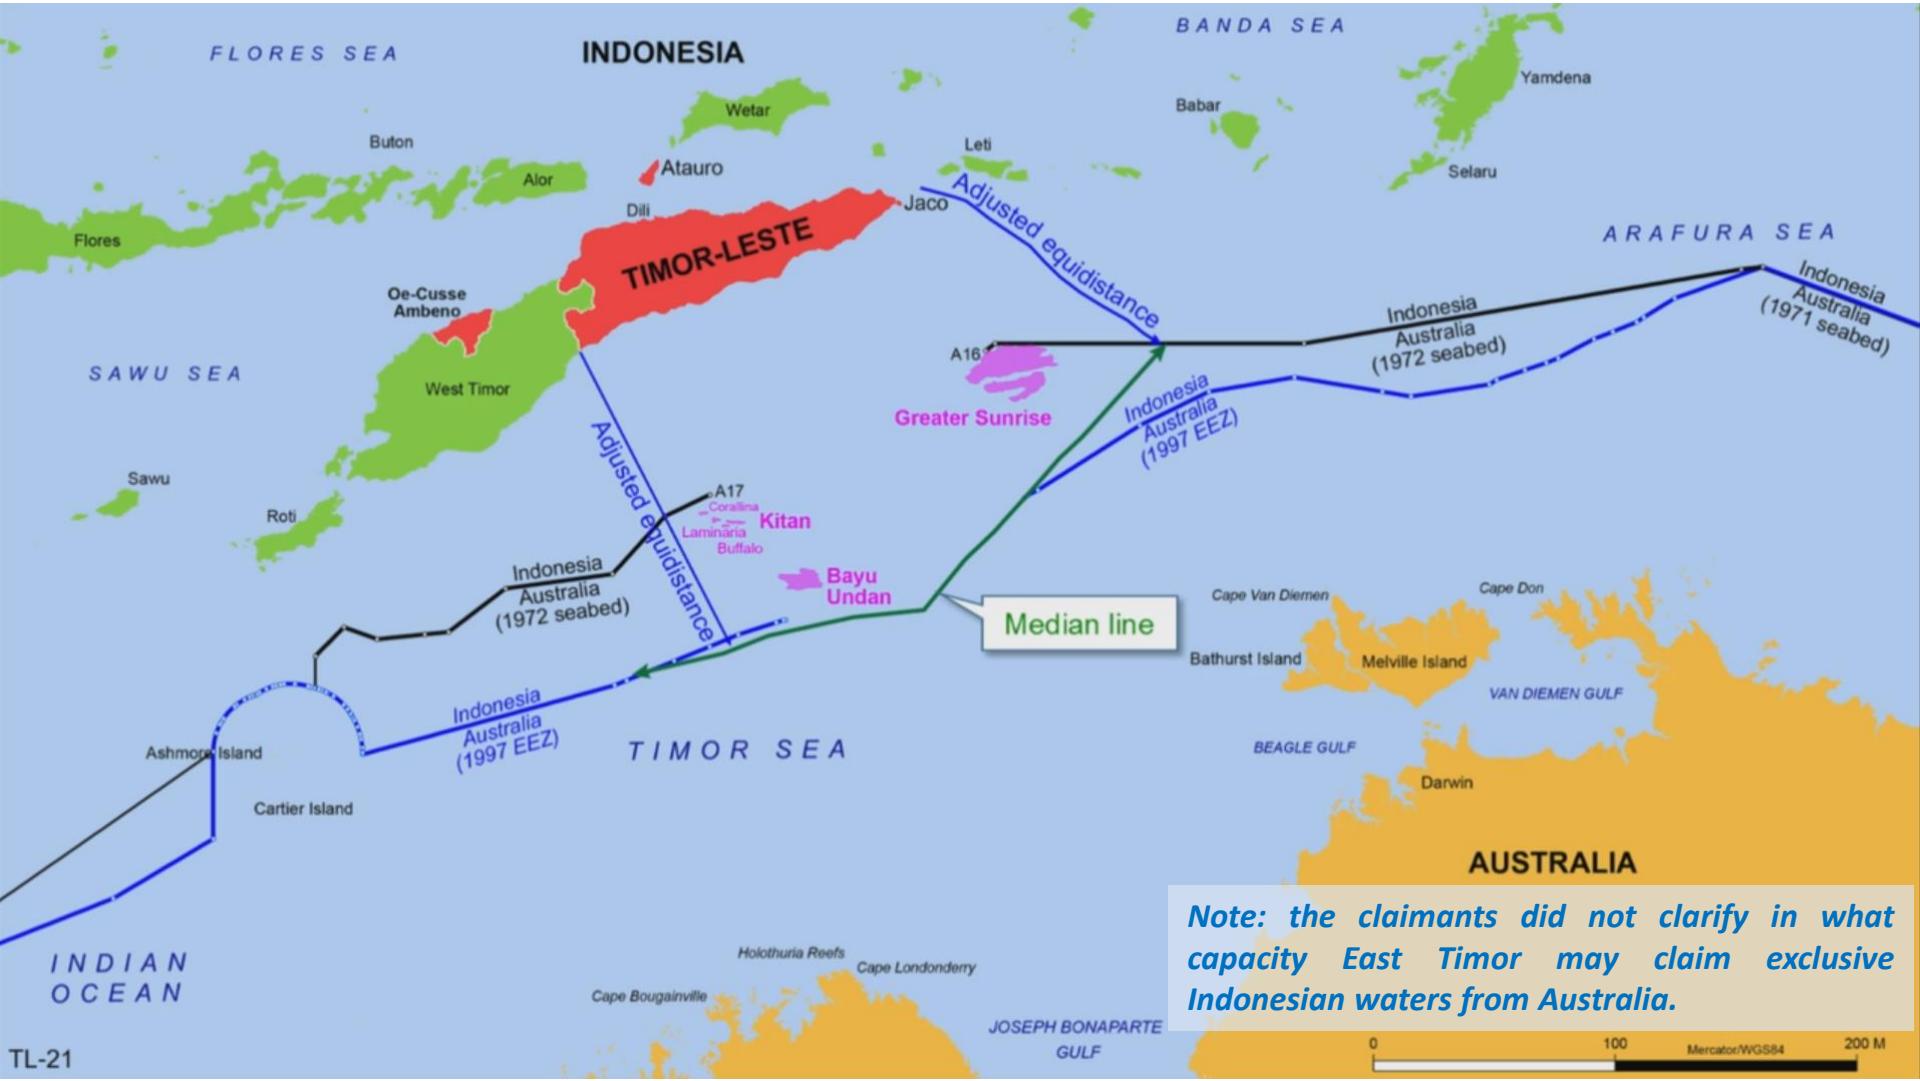 FLORES SEA
INDONESIA
BANDA SEA
Yamdena
Wetar
Babar
Buton
Leti
Atauro
Selaru
Alor
Adjusted equidistance
Jaco
Dili
TIMOR-LESTE
Flores
ARAFURA SEA
Oe-Cusse
Ambeno
Indonesia
Australia
(1971 seabed)
Indonesia
Australia
(1972 seabed)
A16
SAWU SEA
West Timor
Greater Sunrise
Indonesia
Australia
(1997 EEZ)
Adjusted equidistance
Sawu
A17
Corallina
Kitan
Laminaria
Buffalo
Roti
Indonesia
Australia
(1972 seabed)
Bayu
Undan
Median line
Cape Van Diemen
Cape Don
Bathurst Island
Melville Island
VAN DIEMEN GULF
Indonesia
Australia
(1997 EEZ)
TIMOR SEA
BEAGLE GULF
Ashmore Island
Darwin
Cartier Island
AUSTRALIA
Note: the claimants did not clarify in what
capacity East Timor may claim exclusive
Indonesian waters from Australia.
INDIAN
OCEAN
Holothuria Reefs
Cape Londonderry
Cape Bougainville
JOSEPH BONAPARTE
GULF
TL-21
0 100 200 M
Mercator/WGS84